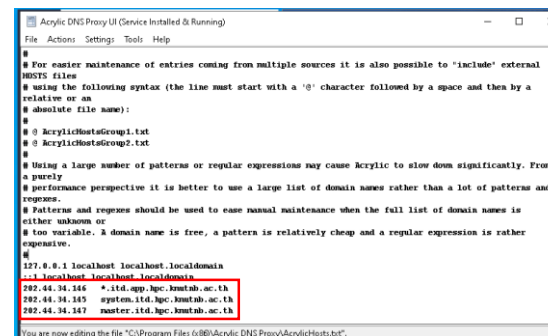 Acrylic DNS Proxy UI (Service Installed & Running)
File Actions Settings Tools Help
#
# For easier maintenance of entries coming from multiple sources it is also possible to "include" external
HOSTS files
# using the following syntax (the line must start with a '@' character followed by a space and then by a
relative or an
# absolute file name):
#
# @ AcrylicHostsGroup1.txt
# @ AcrylicHostsGroup2.txt
#
# Using a large number of patterns or regular expressions may cause Acrylic to slow down significantly. From
a purely
# performance perspective it is better to use a large list of domain names rather than a lot of patterns and
regexes.
# Patterns and regexes should be used to ease manual maintenance when the full list of domain names is
either unknown or
# too variable. A domain name is free, a pattern is relatively cheap and a regular expression is rather
expensive.
#
127.0.0.1 localhost localhost.localdomain
::1 localhost localhost.localdomain
202.44.34.146 *.itd.app.hpc.kmutnb.ac.th
202.44.34.145 system.itd.hpc.kmutnb.ac.th
202.44.34.147 master.itd.hpc.kmutnb.ac.th
You are now editing the file "C:\Program Files (x86)\Acrylic DNS Proxy\AcrylicHosts.txt".